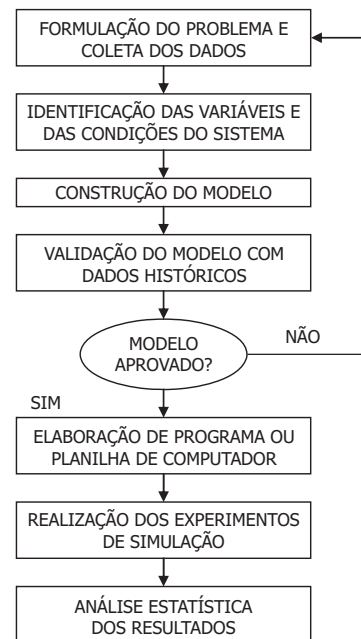 FORMULAÇÃO DO PROBLEMA E
COLETA DOS DADOS
IDENTIFICAÇÃO DAS VARIÁVEIS E
DAS CONDIÇÕES DO SISTEMA
CONSTRUÇÃO DO MODELO
VALIDAÇÃO DO MODELO COM
DADOS HISTÓRICOS
MODELO
APROVADO?
NÃO
SIM
ELABORAÇÃO DE PROGRAMA OU
PLANILHA DE COMPUTADOR
REALIZAÇÃO DOS EXPERIMENTOS
DE SIMULAÇÃO
ANÁLISE ESTATÍSTICA
DOS RESULTADOS